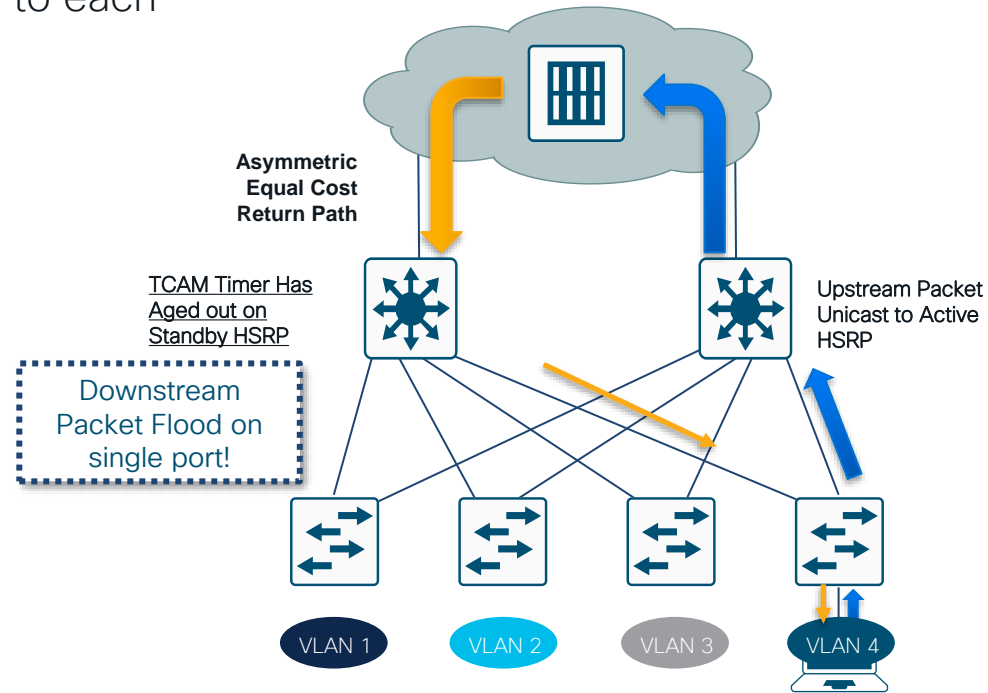 to each
Asymmetric
Equal Cost
Return Path
TCAM Timer Has
Aged out on
Standby HSRP
Upstream Packet
Unicast to Active
HSRP
Downstream
Packet Flood on
single port!
VLAN 1
VLAN 2
VLAN 3
VLAN 4